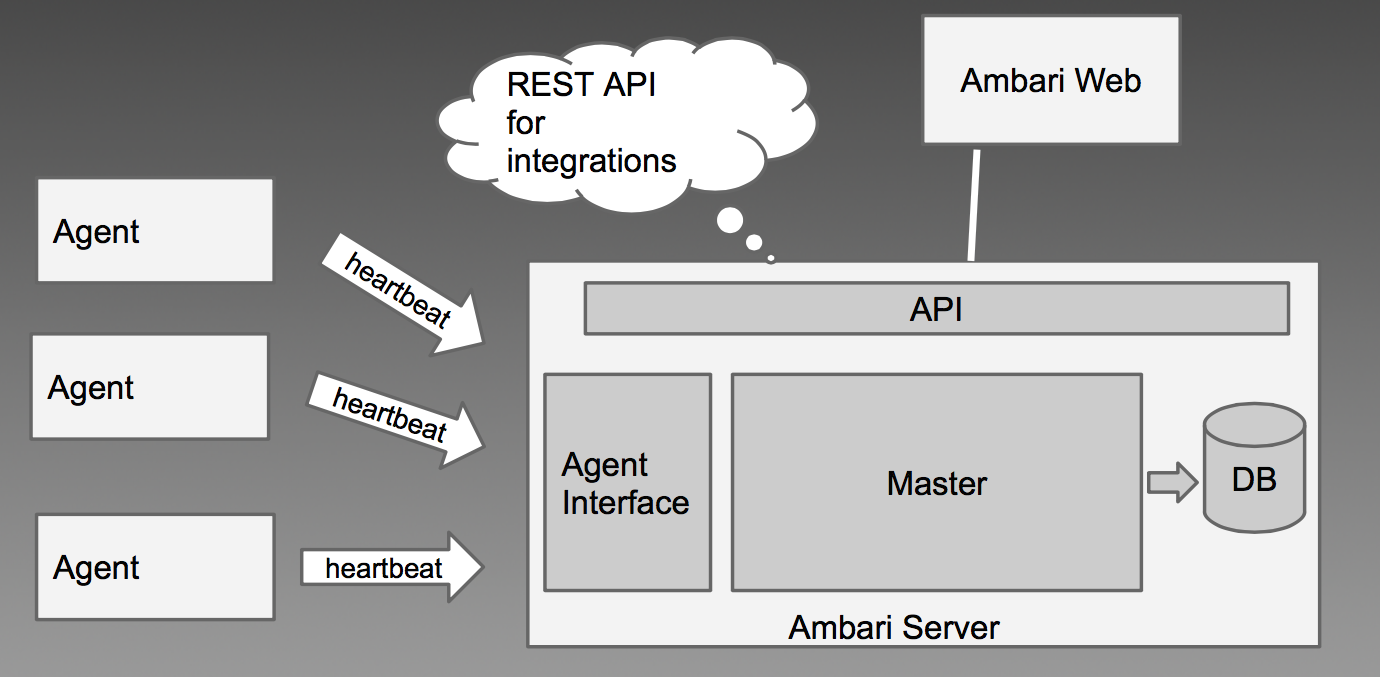 REST API
for
integrations
Ambari Web
Agent
heartbeat
Agent
heartbeat
Agent
heartbeat
API
Agent
Interface
Master
DB
Ambari Server